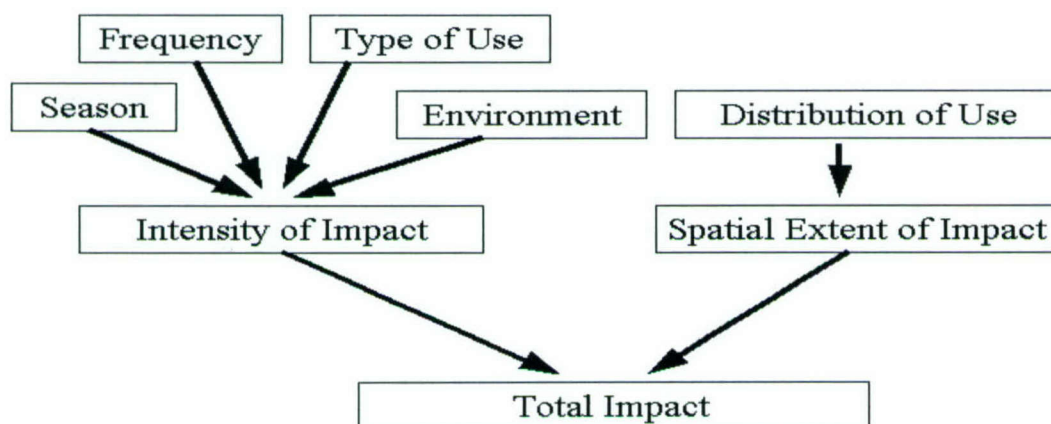 Frequency
Type of Use
Season
Environment
Distribution of Use
Intensity of Impact
Spatial Extent of Impact
Total Impact